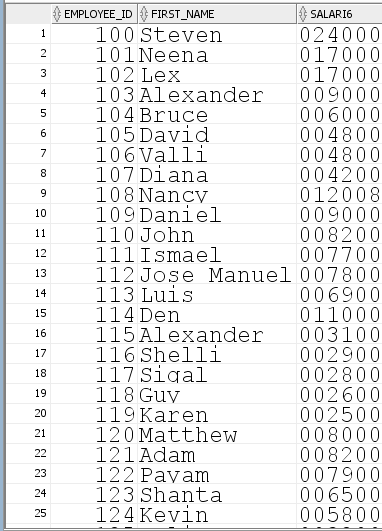 EMPLOYEE_ID FIRST_NAME SALARI6
1 100 Steven 024000
2 101 Neena 017000
3 102 Lex 017000
4 103 Alexander 009000
5 104 Bruce 006000
6 105 David 004800
7 106 Valli 004800
8 107 Diana 004200
9 108 Nancy 012008
10 109 Daniel 009000
11 110 John 008200
12 111 Ismael 007700
13 112 Jose Manuel 007800
14 113 Luis 006900
15 114 Den 011000
16 115 Alexander 003100
17 116 Shelli 002900
18 117 Sigal 002800
19 118 Guy 002600
20 119 Karen 002500
21 120 Matthew 008000
22 121 Adam 008200
23 122 Payam 007900
24 123 Shanta 006500
25 124 Kevin 005800